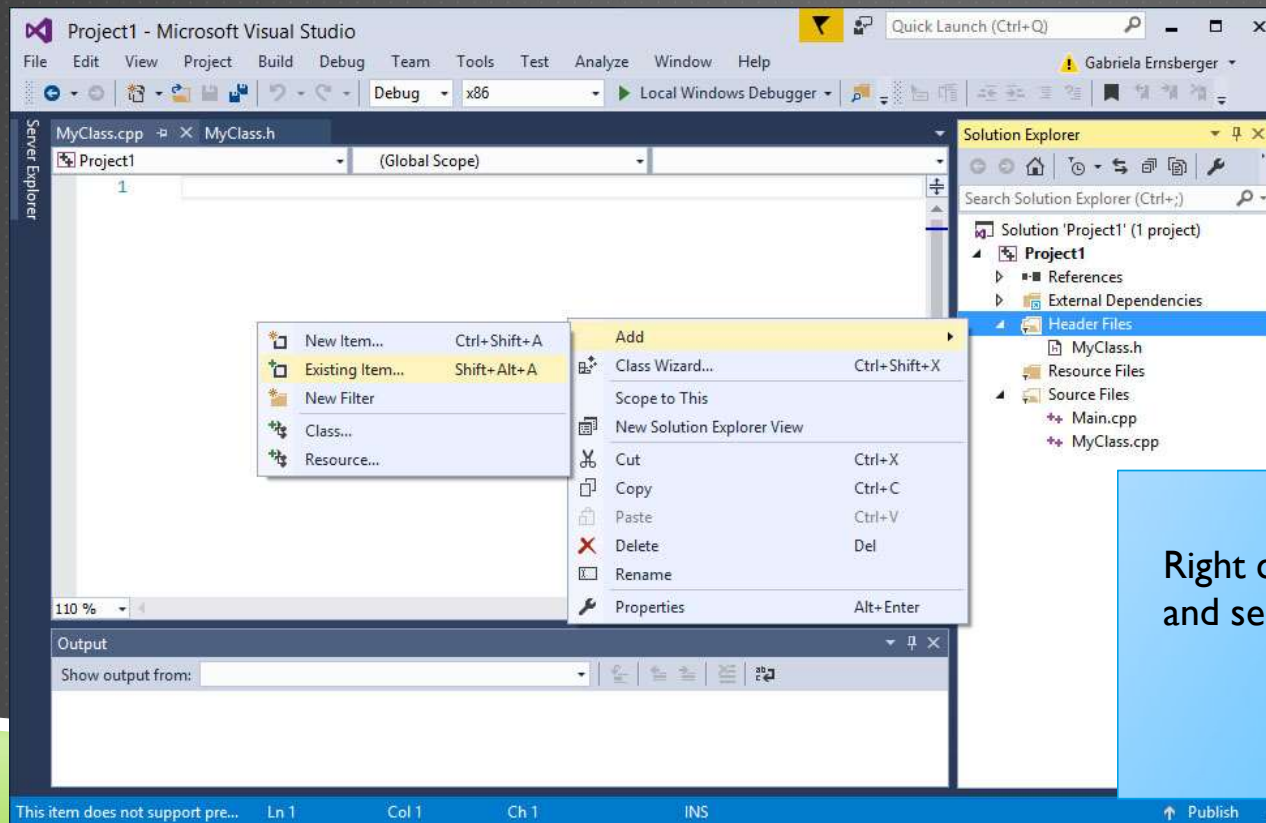 Project1 - Microsoft Visual Studio
Quick Launch (Ctrl+Q)
File Edit View Project Build Debug Team Tools Test Analyze Window Help
Gabriela Ernsberger
Debug x86 Local Windows Debugger
Server Explorer
MyClass.cpp MyClass.h
Project1 (Global Scope)
1
Solution Explorer
Search Solution Explorer (Ctrl+;)
Solution 'Project1' (1 project)
Project1
References
External Dependencies
Header Files
MyClass.h
Resource Files
Source Files
Main.cpp
MyClass.cpp
New Item... Ctrl+Shift+A
Existing Item... Shift+Alt+A
New Filter
Class...
Resource...
Add
Class Wizard... Ctrl+Shift+X
Scope to This
New Solution Explorer View
Cut Ctrl+X
Copy Ctrl+C
Paste Ctrl+V
Delete Del
Rename
Properties Alt+Enter
110 %
Output
Show output from:
Right
and
This item does not support pre... Ln 1 Col 1 Ch 1 INS Publish